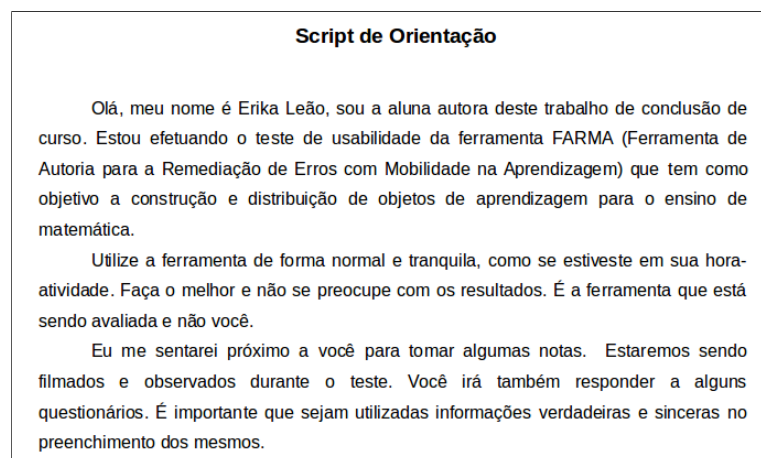 Script de Orientação
Olá, meu nome é Erika Leão, sou a aluna autora deste trabalho de conclusão de
curso. Estou efetuando o teste de usabilidade da ferramenta FARMA (Ferramenta de
Autoria para a Remediação de Erros com Mobilidade na Aprendizagem) que tem como
objetivo a construção e distribuição de objetos de aprendizagem para o ensino de
matemática.
Utilize a ferramenta de forma normal e tranquila, como se estiveste em sua hora-
atividade. Faça o melhor e não se preocupe com os resultados. É a ferramenta que está
sendo avaliada e não você.
Eu me sentarei próximo a você para tomar algumas notas. Estaremos sendo
filmados e observados durante o teste. Você irá também responder a alguns
questionários. É importante que sejam utilizadas informações verdadeiras e sinceras no
preenchimento dos mesmos.